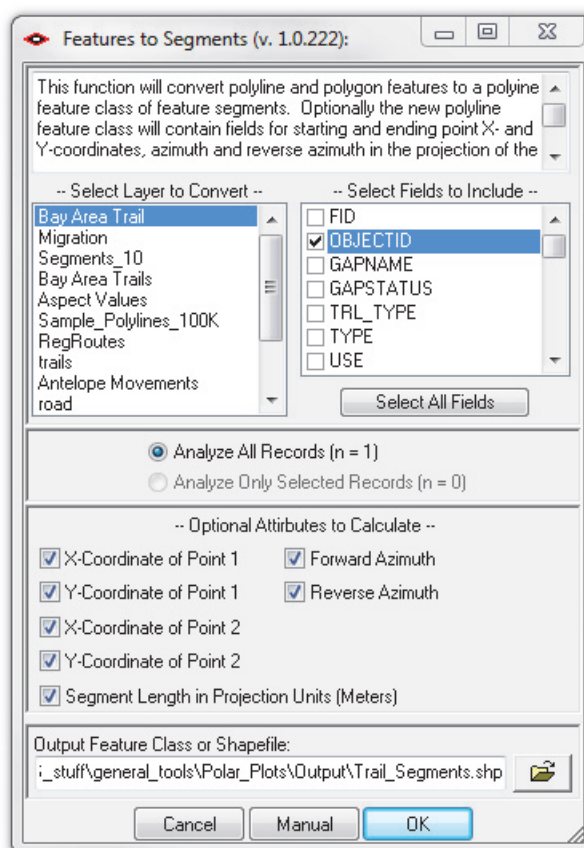 Features to Segments (v. 1.0.222):
This function will convert polyline and polygon features to a polyine
feature class of feature segments. Optionally the new polyline
feature class will contain fields for starting and ending point X- and
Y-coordinates, azimuth and reverse azimuth in the projection of the
-- Select Layer to Convert --
Bay Area Trail
Migration
Segments_10
Bay Area Trails
Aspect Values
Sample_Polylines_100K
RegRoutes
trails
Antelope Movements
road
-- Select Fields to Include --
FID
OBJECTID
GAPNAME
GAPSTATUS
TRL_TYPE
TYPE
USE
Select All Fields
Analyze All Records (n = 1)
Analyze Only Selected Records (n = 0)
-- Optional Attributes to Calculate --
X-Coordinate of Point 1
Forward Azimuth
Y-Coordinate of Point 1
Reverse Azimuth
X-Coordinate of Point 2
Y-Coordinate of Point 2
Segment Length in Projection Units (Meters)
Output Feature Class or Shapefile:
_stuff\general_tools\Polar_Plots\Output\Trail_Segments.shp
Cancel
Manual
OK